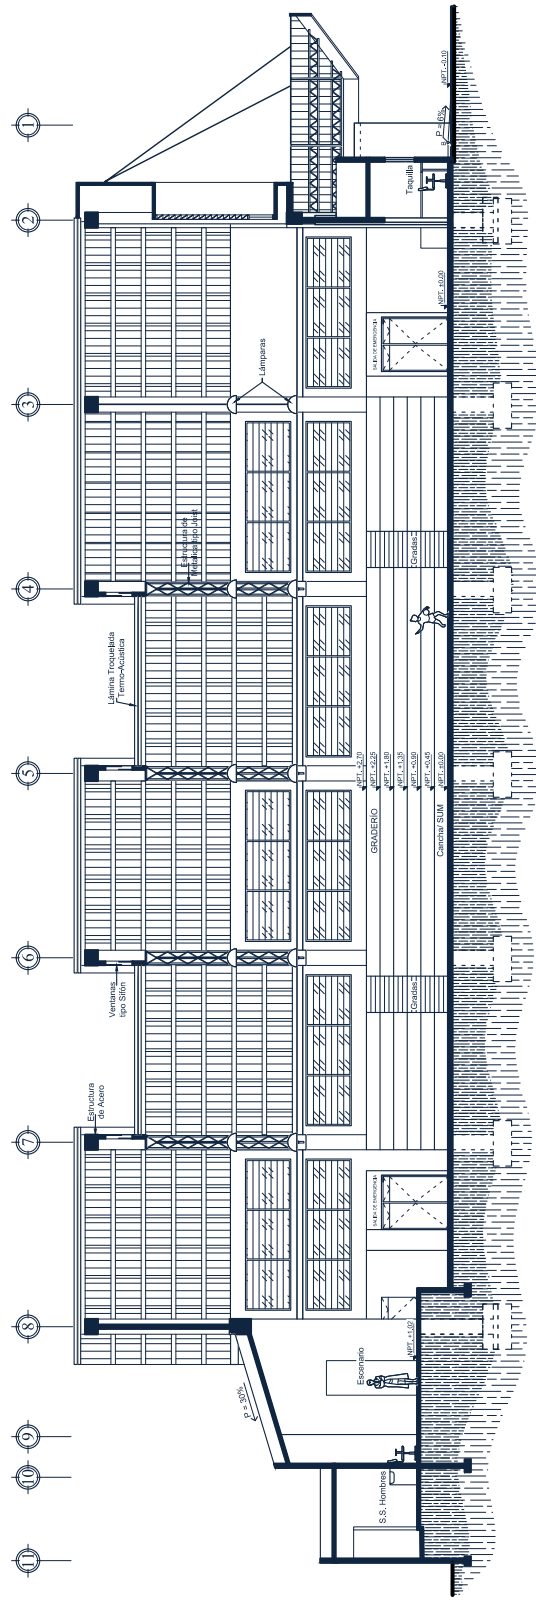 1
2
3
4
5
6
7
8
9
10
11
NPT. -0.10
P = 6%
Taquilla
NPT. ±0.00
SALIDA DE EMERGENCIA
Lámparas
Estructura de
Metálica tipo Joist
Gradas
Lámina Troquelada
Termo-Acústica
NPT. +2.70
NPT. +2.25
NPT. +1.80
NPT. +1.35
NPT. +0.90
NPT. +0.45
NPT. ±0.00
GRADERÍO
Cancha/ SUM
Ventanas
tipo Sifón
Gradas
Estructura
de Acero
SALIDA DE EMERGENCIA
NPT. +1.02
Escenario
P = 30%
S.S. Hombres